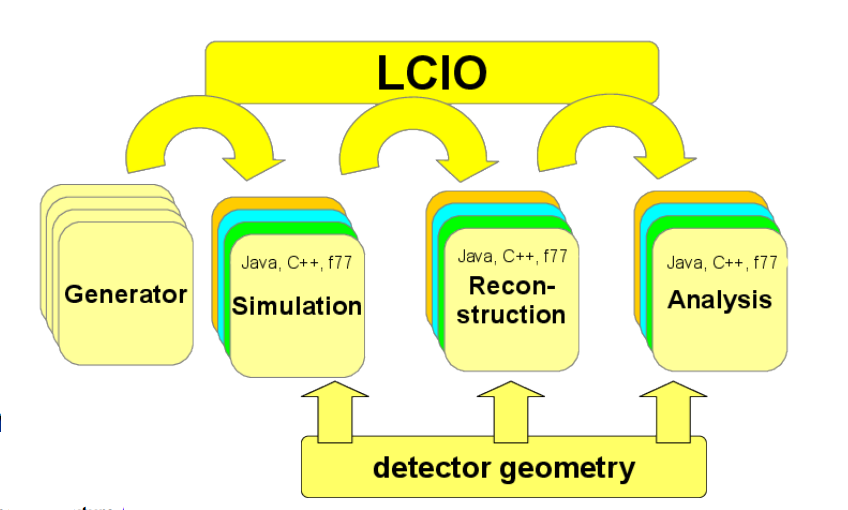 LCIO
Generator
Java, C++, f77
Simulation
Java, C++, f77
Recon-
struction
Java, C++, f77
Analysis
detector geometry